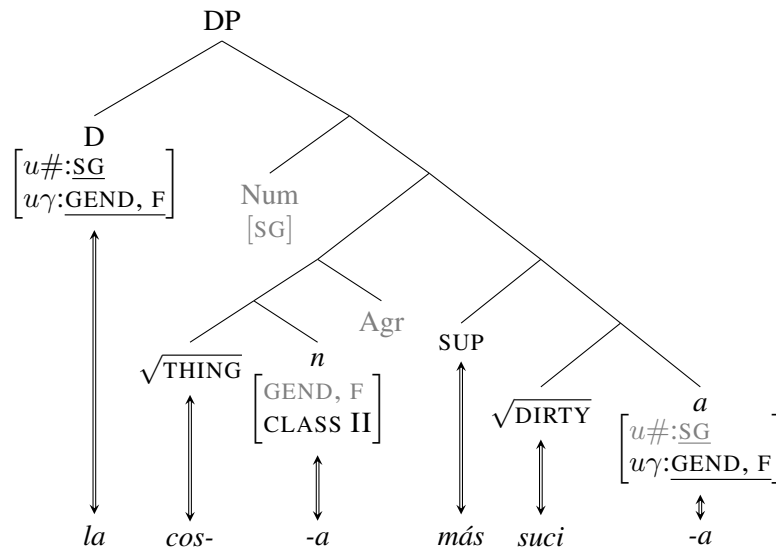 DP
D
[u#:SG
uγ:GEND, F]
Num
[SG]
Agr
SUP
√THING
n
[GEND, F
CLASS II]
√DIRTY
a
[u#:SG
uγ:GEND, F]
la cos- -a más suci -a